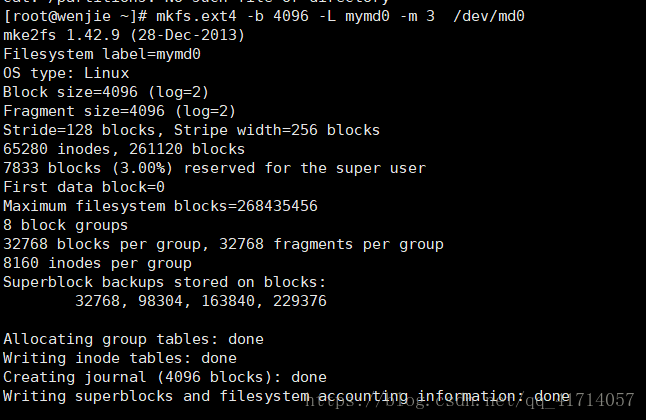 [root@wenjie ~]# mkfs.ext4 -b 4096 -L mymd0 -m 3  /dev/md0
mke2fs 1.42.9 (28-Dec-2013)
Filesystem label=mymd0
OS type: Linux
Block size=4096 (log=2)
Fragment size=4096 (log=2)
Stride=128 blocks, Stripe width=256 blocks
65280 inodes, 261120 blocks
7833 blocks (3.00%) reserved for the super user
First data block=0
Maximum filesystem blocks=268435456
8 block groups
32768 blocks per group, 32768 fragments per group
8160 inodes per group
Superblock backups stored on blocks:
        32768, 98304, 163840, 229376

Allocating group tables: done
Writing inode tables: done
Creating journal (4096 blocks): done
Writing superblocks and filesystem accounting information: done
https://blog.csdn.net/qq_41714057